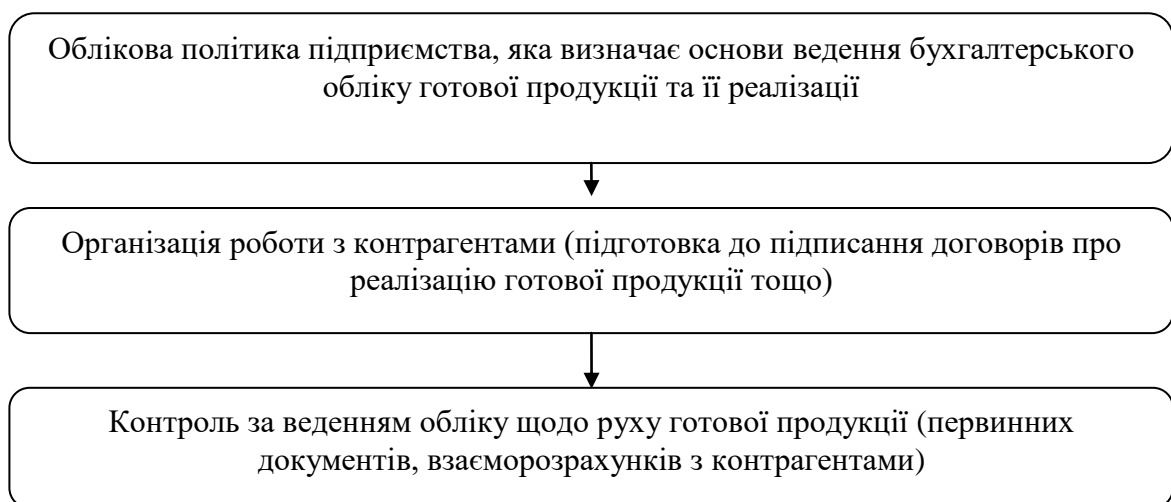 Облікова політика підприємства, яка визначає основи ведення бухгалтерського
обліку готової продукції та її реалізації
Організація роботи з контрагентами (підготовка до підписання договорів про
реалізацію готової продукції тощо)
Контроль за веденням обліку щодо руху готової продукції (первинних
документів, взаєморозрахунків з контрагентами)